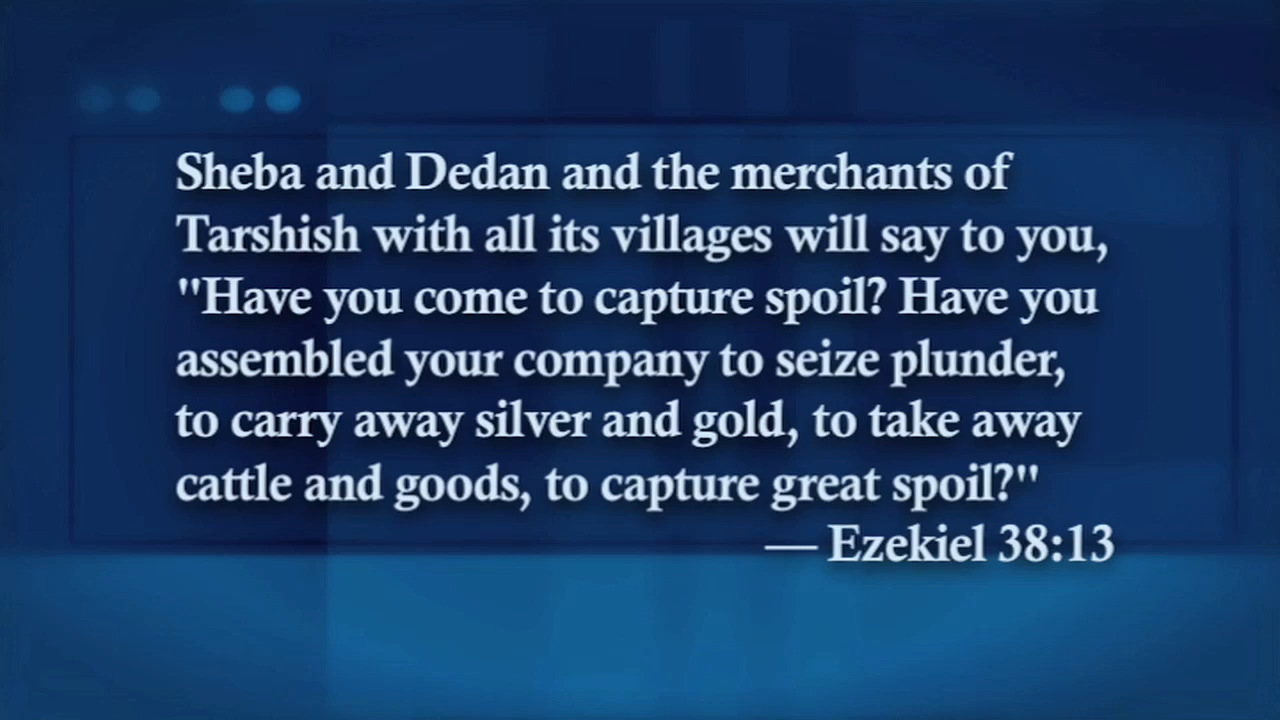 Sheba and Dedan and the merchants of
Tarshish with all its villages will say to you,
"Have you come to capture spoil? Have you
assembled your company to seize plunder,
to carry away silver and gold, to take away
cattle and goods, to capture great spoil?"
— Ezekiel 38:13